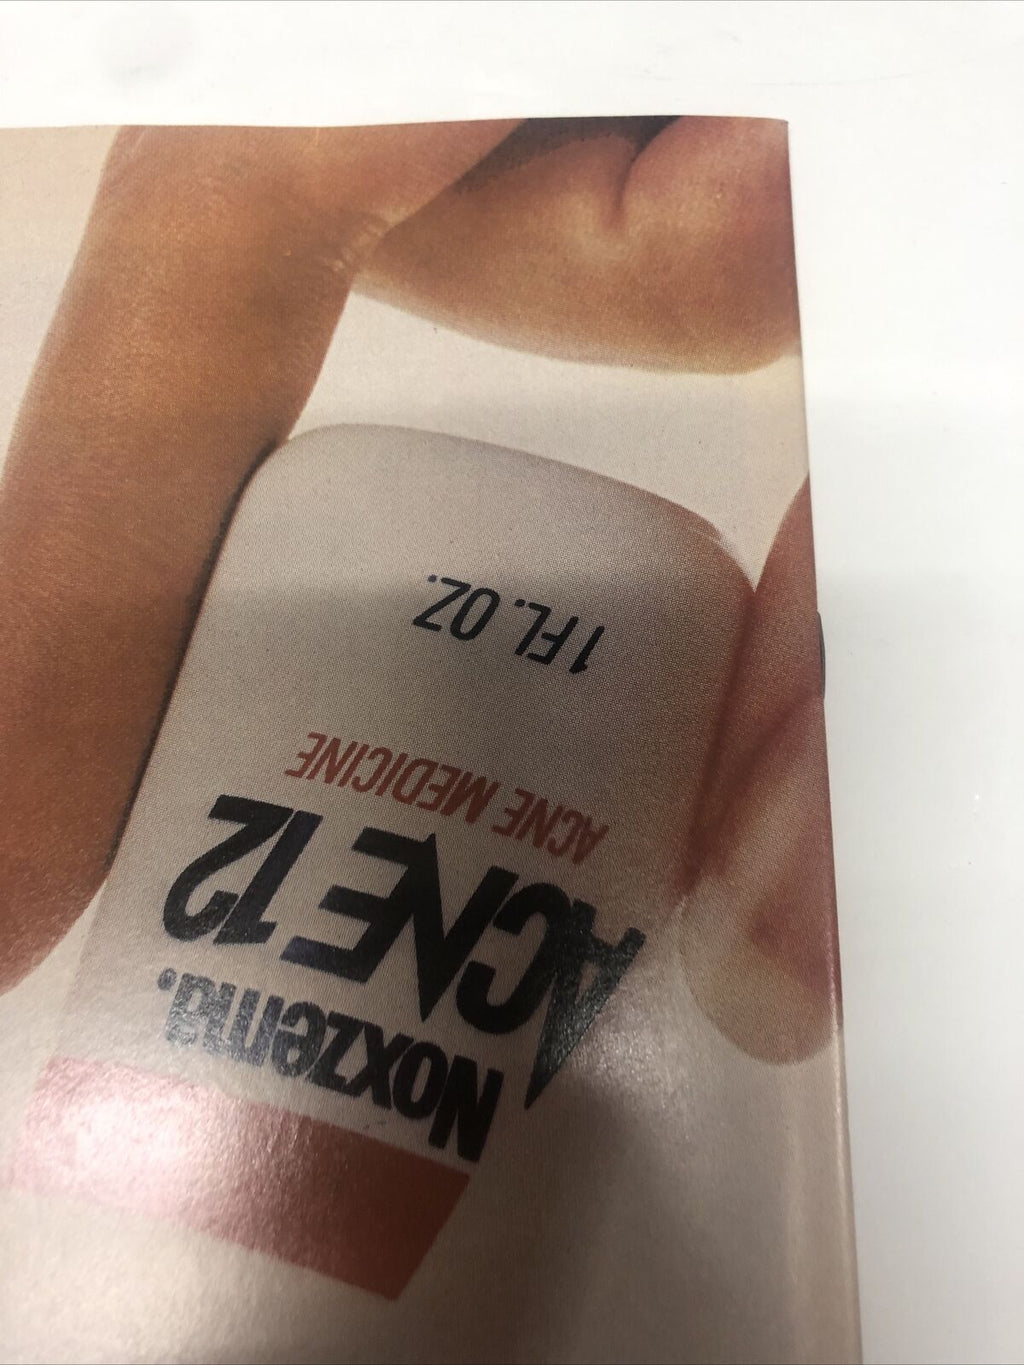 Noxzema.
ACNE 12
ACNE MEDICINE
1 FL. OZ.